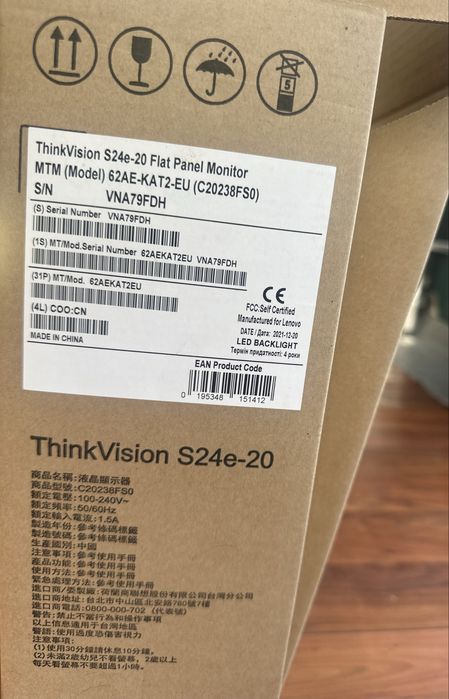 5
ThinkVision S24e-20 Flat Panel Monitor
MTM (Model) 62AE-KAT2-EU (C20238FS0)
S/N VNA79FDH
(S) Serial Number VNA79FDH
(1S) MT/Mod.Serial Number 62AEKAT2EU VNA79FDH
(31P) MT/Mod. 62AEKAT2EU
(4L) COO:CN
MADE IN CHINA
CE
FCC:Self Certified
Manufactured for Lenovo
DATE / Дата: 2021-12-20
LED BACKLIGHT
Термін придатності: 4 роки
EAN Product Code
0 195348 151412
ThinkVision S24e-20
商品名稱:液晶顯示器
商品型號:C20238FS0
額定電壓:100-240V~
額定頻率:50/60Hz
額定輸入電流:1.5A
製造年份:參考條碼標籤
製造號碼:參考條碼標籤
生產國別:中國
注意事項:參考使用手冊
產品功能:參考使用手冊
使用方法:參考使用手冊
緊急處理方法:參考使用手冊
進口商/委製廠:荷蘭商聯想股份有限公司台灣分公司
進口商地址:台北市中山區北安路780號7樓
進口商電話:0800-000-702 (代表號)
警告:禁止不當行為和操作事項
以上信息適用于台灣地區
警語:使用過度恐傷害視力
注意事項:
(1)使用30分鐘請休息10分鐘。
(2)未滿2歲幼兒不看螢幕，2歲以上
每天看螢幕不要超過1小時。